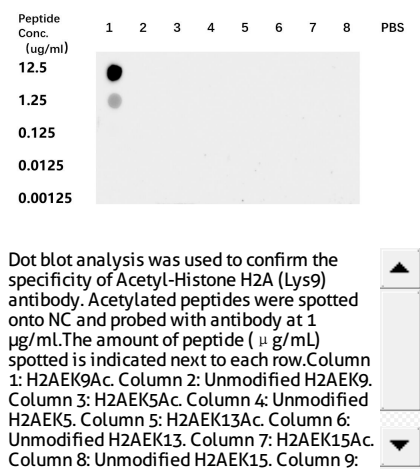 Peptide
Conc.
(ug/ml)
1 2 3 4 5 6 7 8 PBS
12.5
1.25
0.125
0.0125
0.00125
Dot blot analysis was used to confirm the
specificity of Acetyl-Histone H2A (Lys9)
antibody. Acetylated peptides were spotted
onto NC and probed with antibody at 1
μg/ml.The amount of peptide ( μ g/mL)
spotted is indicated next to each row.Column
1: H2AEK9Ac. Column 2: Unmodified H2AEK9.
Column 3: H2AEK5Ac. Column 4: Unmodified
H2AEK5. Column 5: H2AEK13Ac. Column 6:
Unmodified H2AEK13. Column 7: H2AEK15Ac.
Column 8: Unmodified H2AEK15. Column 9: